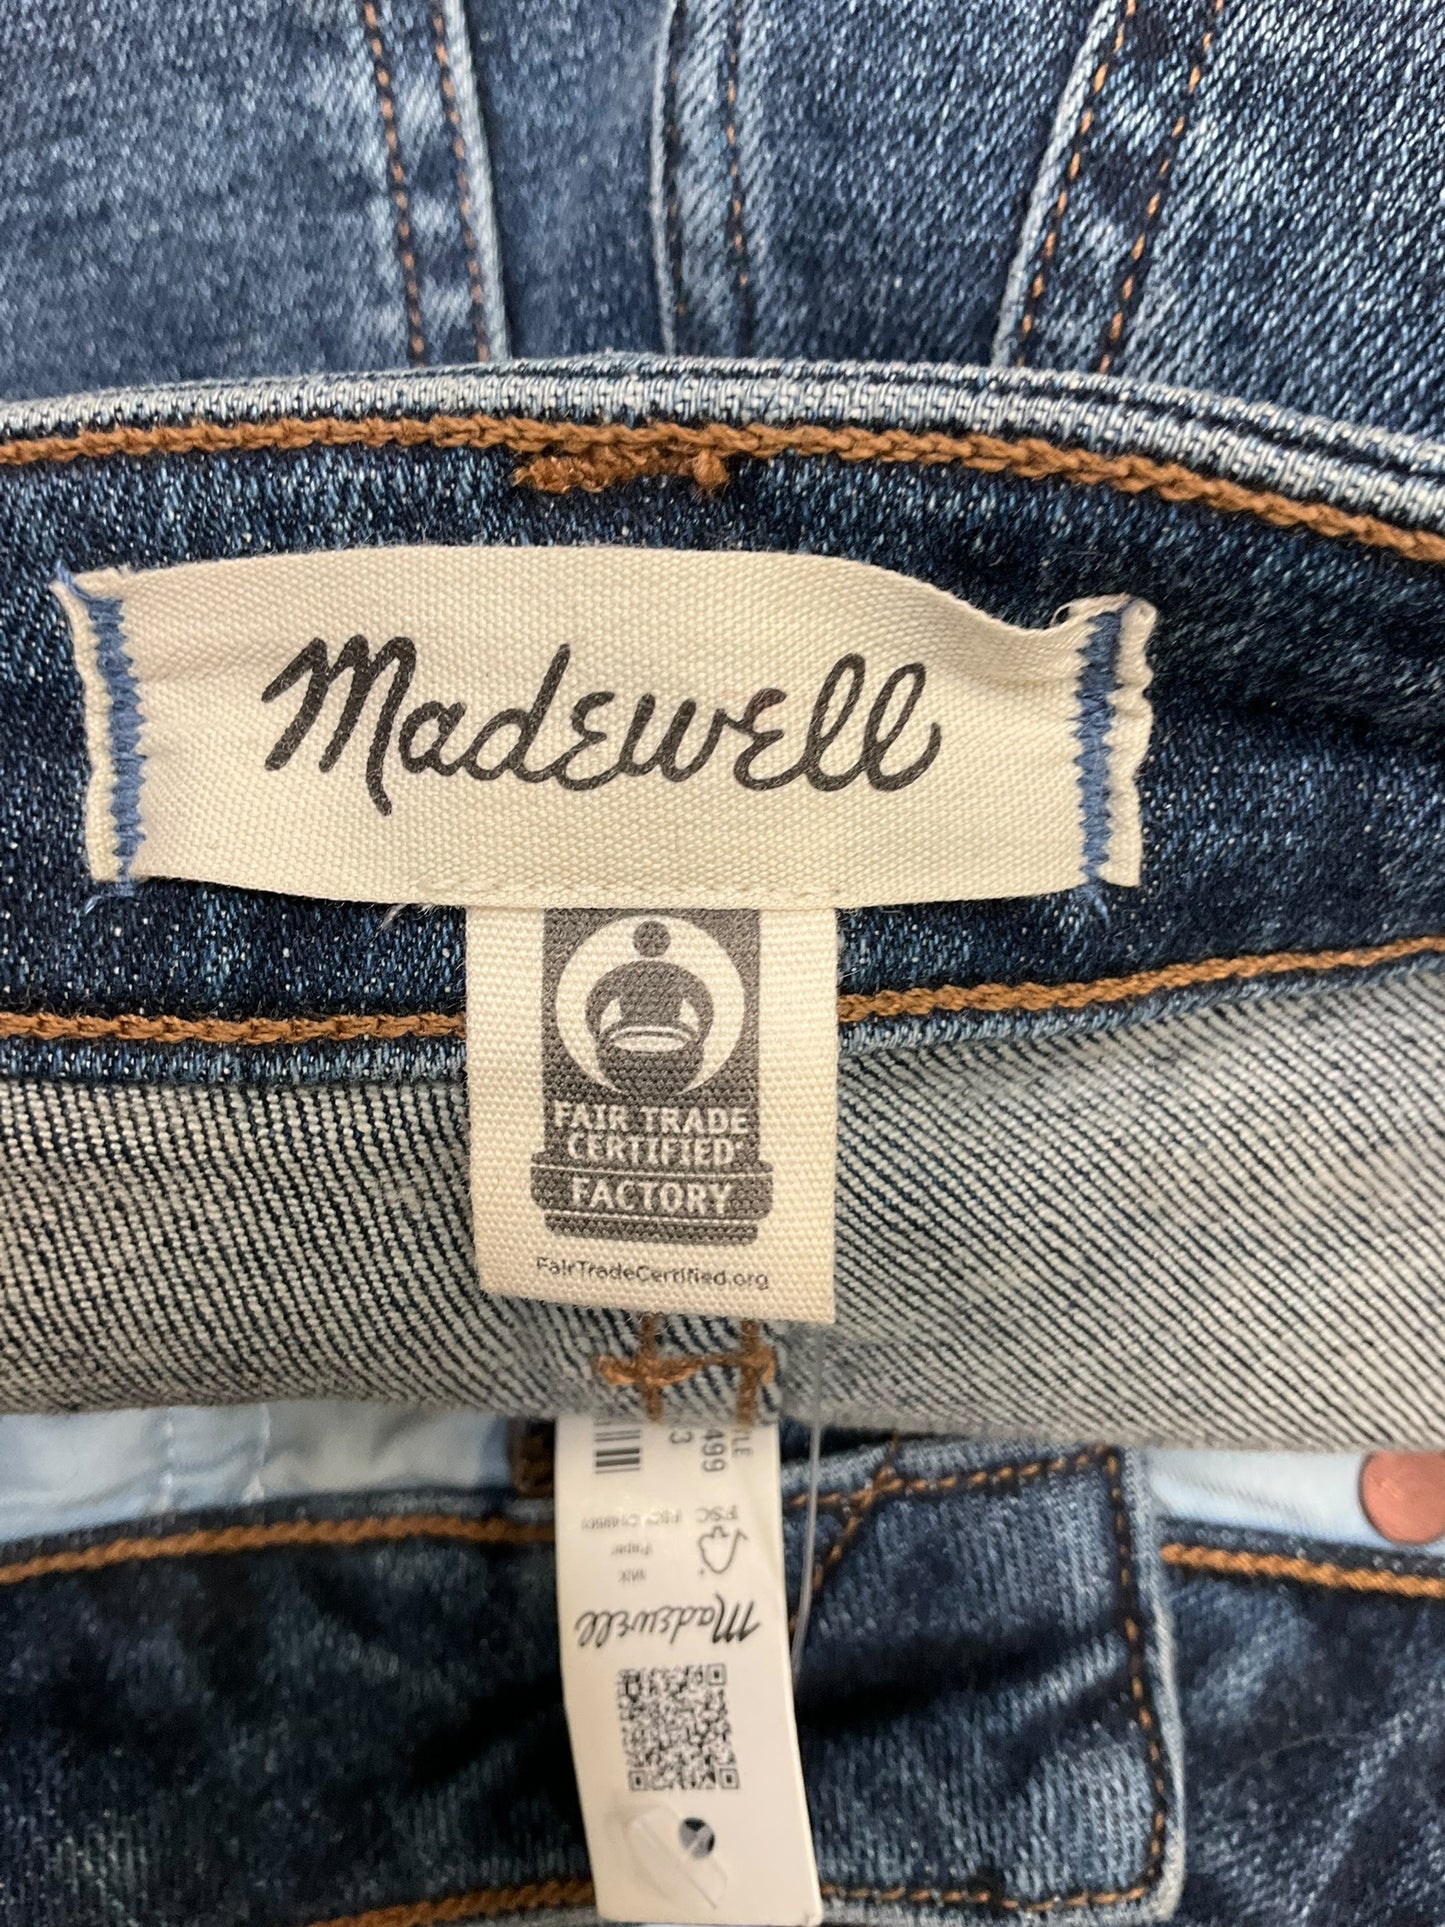 Madewell
FAIR TRADE
CERTIFIED
FACTORY
FairTradeCertified.org
499
FSC
Paper
MIX
Madewell